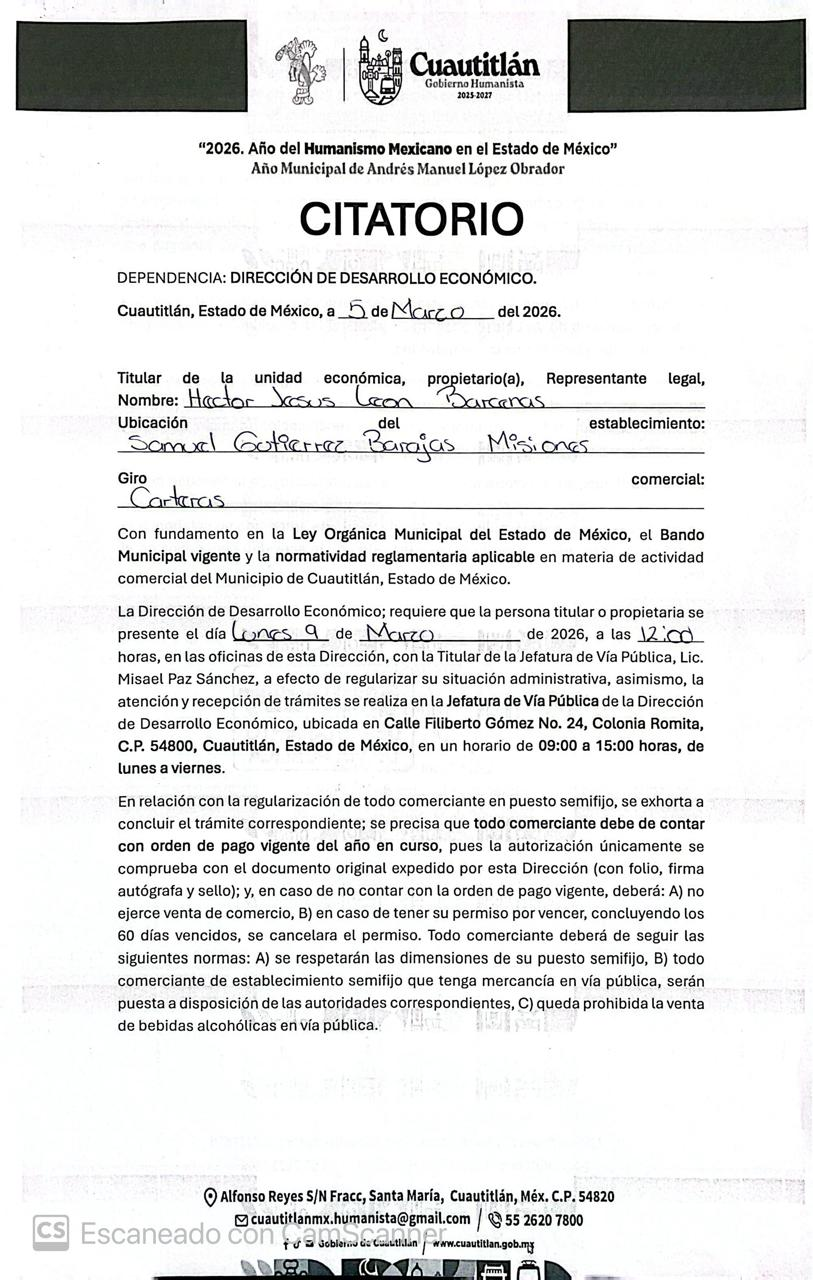 Cuautitlán
Gobierno Humanista
2025-2027
“2026. Año del Humanismo Mexicano en el Estado de México”
Año Municipal de Andrés Manuel López Obrador
CITATORIO
DEPENDENCIA: DIRECCIÓN DE DESARROLLO ECONÓMICO.
Cuautitlán, Estado de México, a 5 de Marzo del 2026.
Titular de la unidad económica, propietario(a), Representante legal,
Nombre: Hector Jesus Leon Barcenas
Ubicación del establecimiento:
Samuel Gutierrez Barajas Misiones
Giro comercial:
Carteras
Con fundamento en la Ley Orgánica Municipal del Estado de México, el Bando
Municipal vigente y la normatividad reglamentaria aplicable en materia de actividad
comercial del Municipio de Cuautitlán, Estado de México.
La Dirección de Desarrollo Económico; requiere que la persona titular o propietaria se
presente el día Lunes 9 de Marzo de 2026, a las 12:00
horas, en las oficinas de esta Dirección, con la Titular de la Jefatura de Vía Pública, Lic.
Misael Paz Sánchez, a efecto de regularizar su situación administrativa, asimismo, la
atención y recepción de trámites se realiza en la Jefatura de Vía Pública de la Dirección
de Desarrollo Económico, ubicada en Calle Filiberto Gómez No. 24, Colonia Romita,
C.P. 54800, Cuautitlán, Estado de México, en un horario de 09:00 a 15:00 horas, de
lunes a viernes.
En relación con la regularización de todo comerciante en puesto semifijo, se exhorta a
concluir el trámite correspondiente; se precisa que todo comerciante debe de contar
con orden de pago vigente del año en curso, pues la autorización únicamente se
comprueba con el documento original expedido por esta Dirección (con folio, firma
autógrafa y sello); y, en caso de no contar con la orden de pago vigente, deberá: A) no
ejerce venta de comercio, B) en caso de tener su permiso por vencer, concluyendo los
60 días vencidos, se cancelara el permiso. Todo comerciante deberá de seguir las
siguientes normas: A) se respetarán las dimensiones de su puesto semifijo, B) todo
comerciante de establecimiento semifijo que tenga mercancía en vía pública, serán
puesta a disposición de las autoridades correspondientes, C) queda prohibida la venta
de bebidas alcohólicas en vía pública.
Alfonso Reyes S/N Fracc, Santa María, Cuautitlán, Méx. C.P. 54820
cuautitlanmx.humanista@gmail.com / 55 2620 7800
Gobierno de Cuautitlán / www.cuautitlan.gob.mx
CS Escaneado con CamScanner